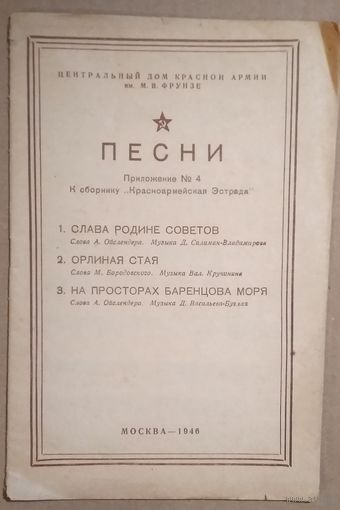 ЦЕНТРАЛЬНЫЙ ДОМ КРАСНОЙ АРМИИ
им. М. В. ФРУНЗЕ
ПЕСНИ
Приложение № 4
К сборнику „Красноармейская Эстрада"
1. СЛАВА РОДИНЕ СОВЕТОВ
Слова А. Ойслендера. Музыка Д. Салиман-Владимирова
2. ОРЛИНАЯ СТАЯ
Слова М. Бородовского. Музыка Вал. Кручинина
3. НА ПРОСТОРАХ БАРЕНЦОВА МОРЯ
Слова А. Ойслендера. Музыка Д. Васильева-Буглая
МОСКВА—1946